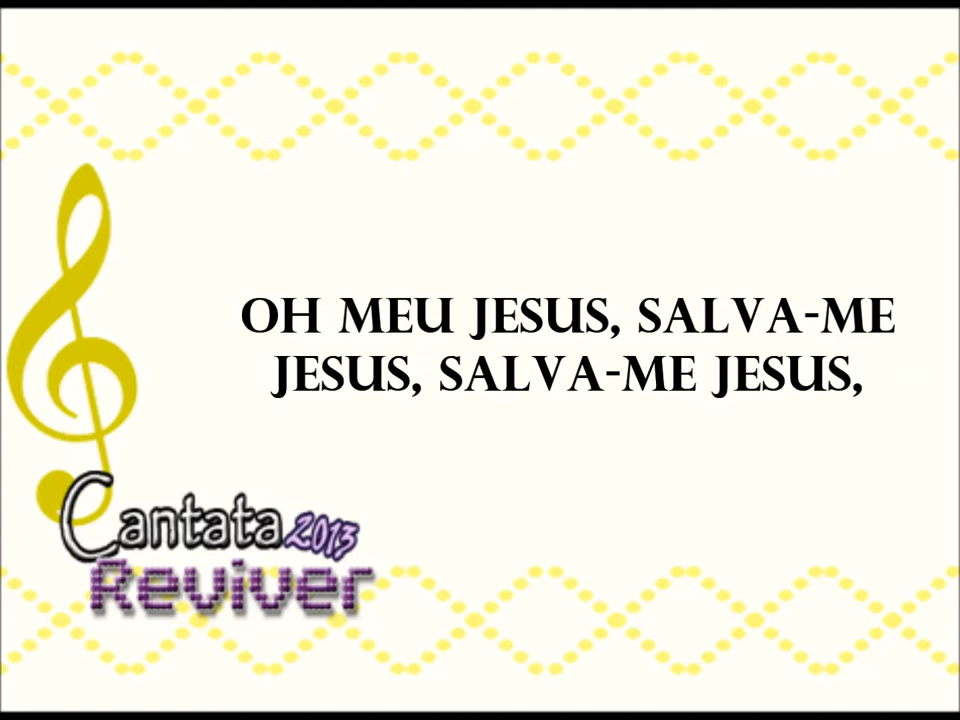 OH MEU JESUS, SALVA-ME
JESUS, SALVA-ME JESUS,
Cantata 2013
Reviver